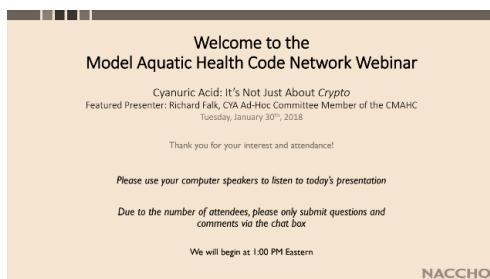 Welcome to the
Model Aquatic Health Code Network Webinar
Cyanuric Acid: It's Not Just About Crypto
Featured Presenter: Richard Falk, CYA Ad-Hoc Committee Member of the CMAHC
Tuesday, January 30th, 2018
Thank you for your interest and attendance!
Please use your computer speakers to listen to today's presentation
Due to the number of attendees, please only submit questions and
comments via the chat box
We will begin at 1:00 PM Eastern
NACCHO